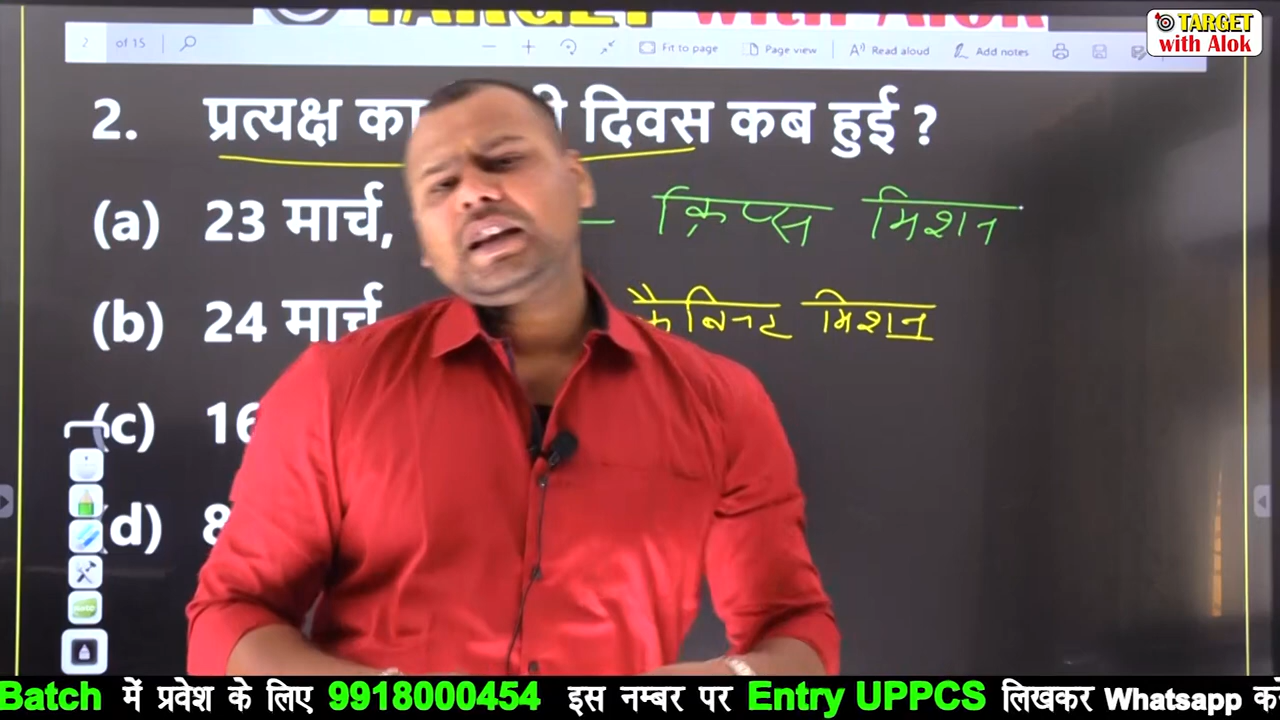 TARGET with Alok
TARGET
with Alok
2 of 15 Fit to page Page view Read aloud Add notes
2. प्रत्यक्ष दिवस कब हुई ?
(a) 23 मार्च, – क्रिप्स मिशन
(b) 24 मार्च कैबिनट मिशन
(c) 16
(d) 8
Batch में प्रवेश के लिए 9918000454 इस नम्बर पर Entry UPPCS लिखकर Whatsapp